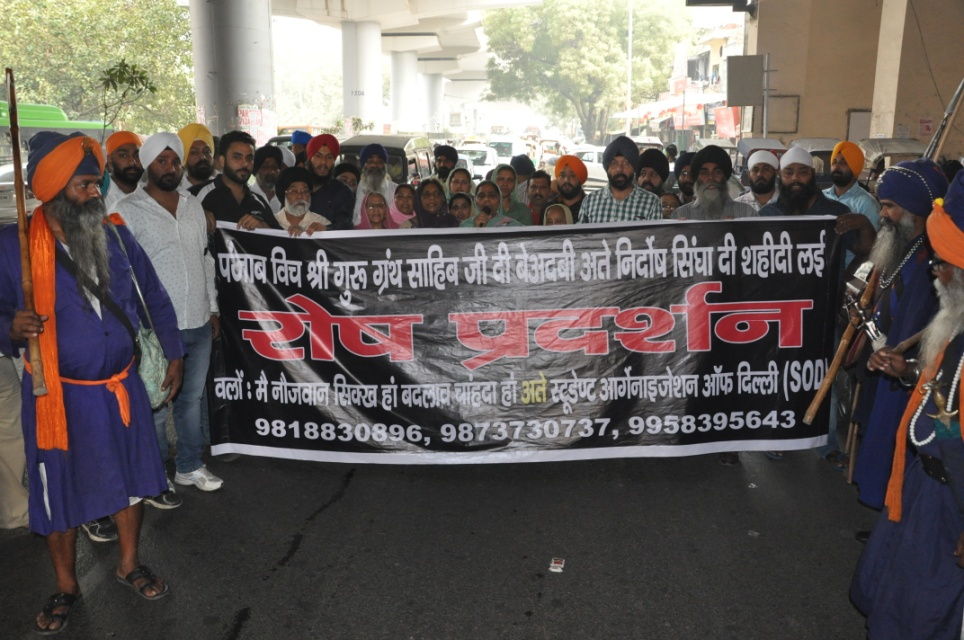 पंजाब विच श्री गुरू ग्रंथ साहिब जी दी बेअदबी अते निर्दोष सिंघा दी शहीदी लई
रोष प्रदर्शन
वलों : मै नौजवान सिक्ख हां बदलाव चांहदा हां अते स्टूडेण्ट आर्गेनाइजेशन ऑफ दिल्ली (SOD)
9818830896, 9873730737, 9958395643